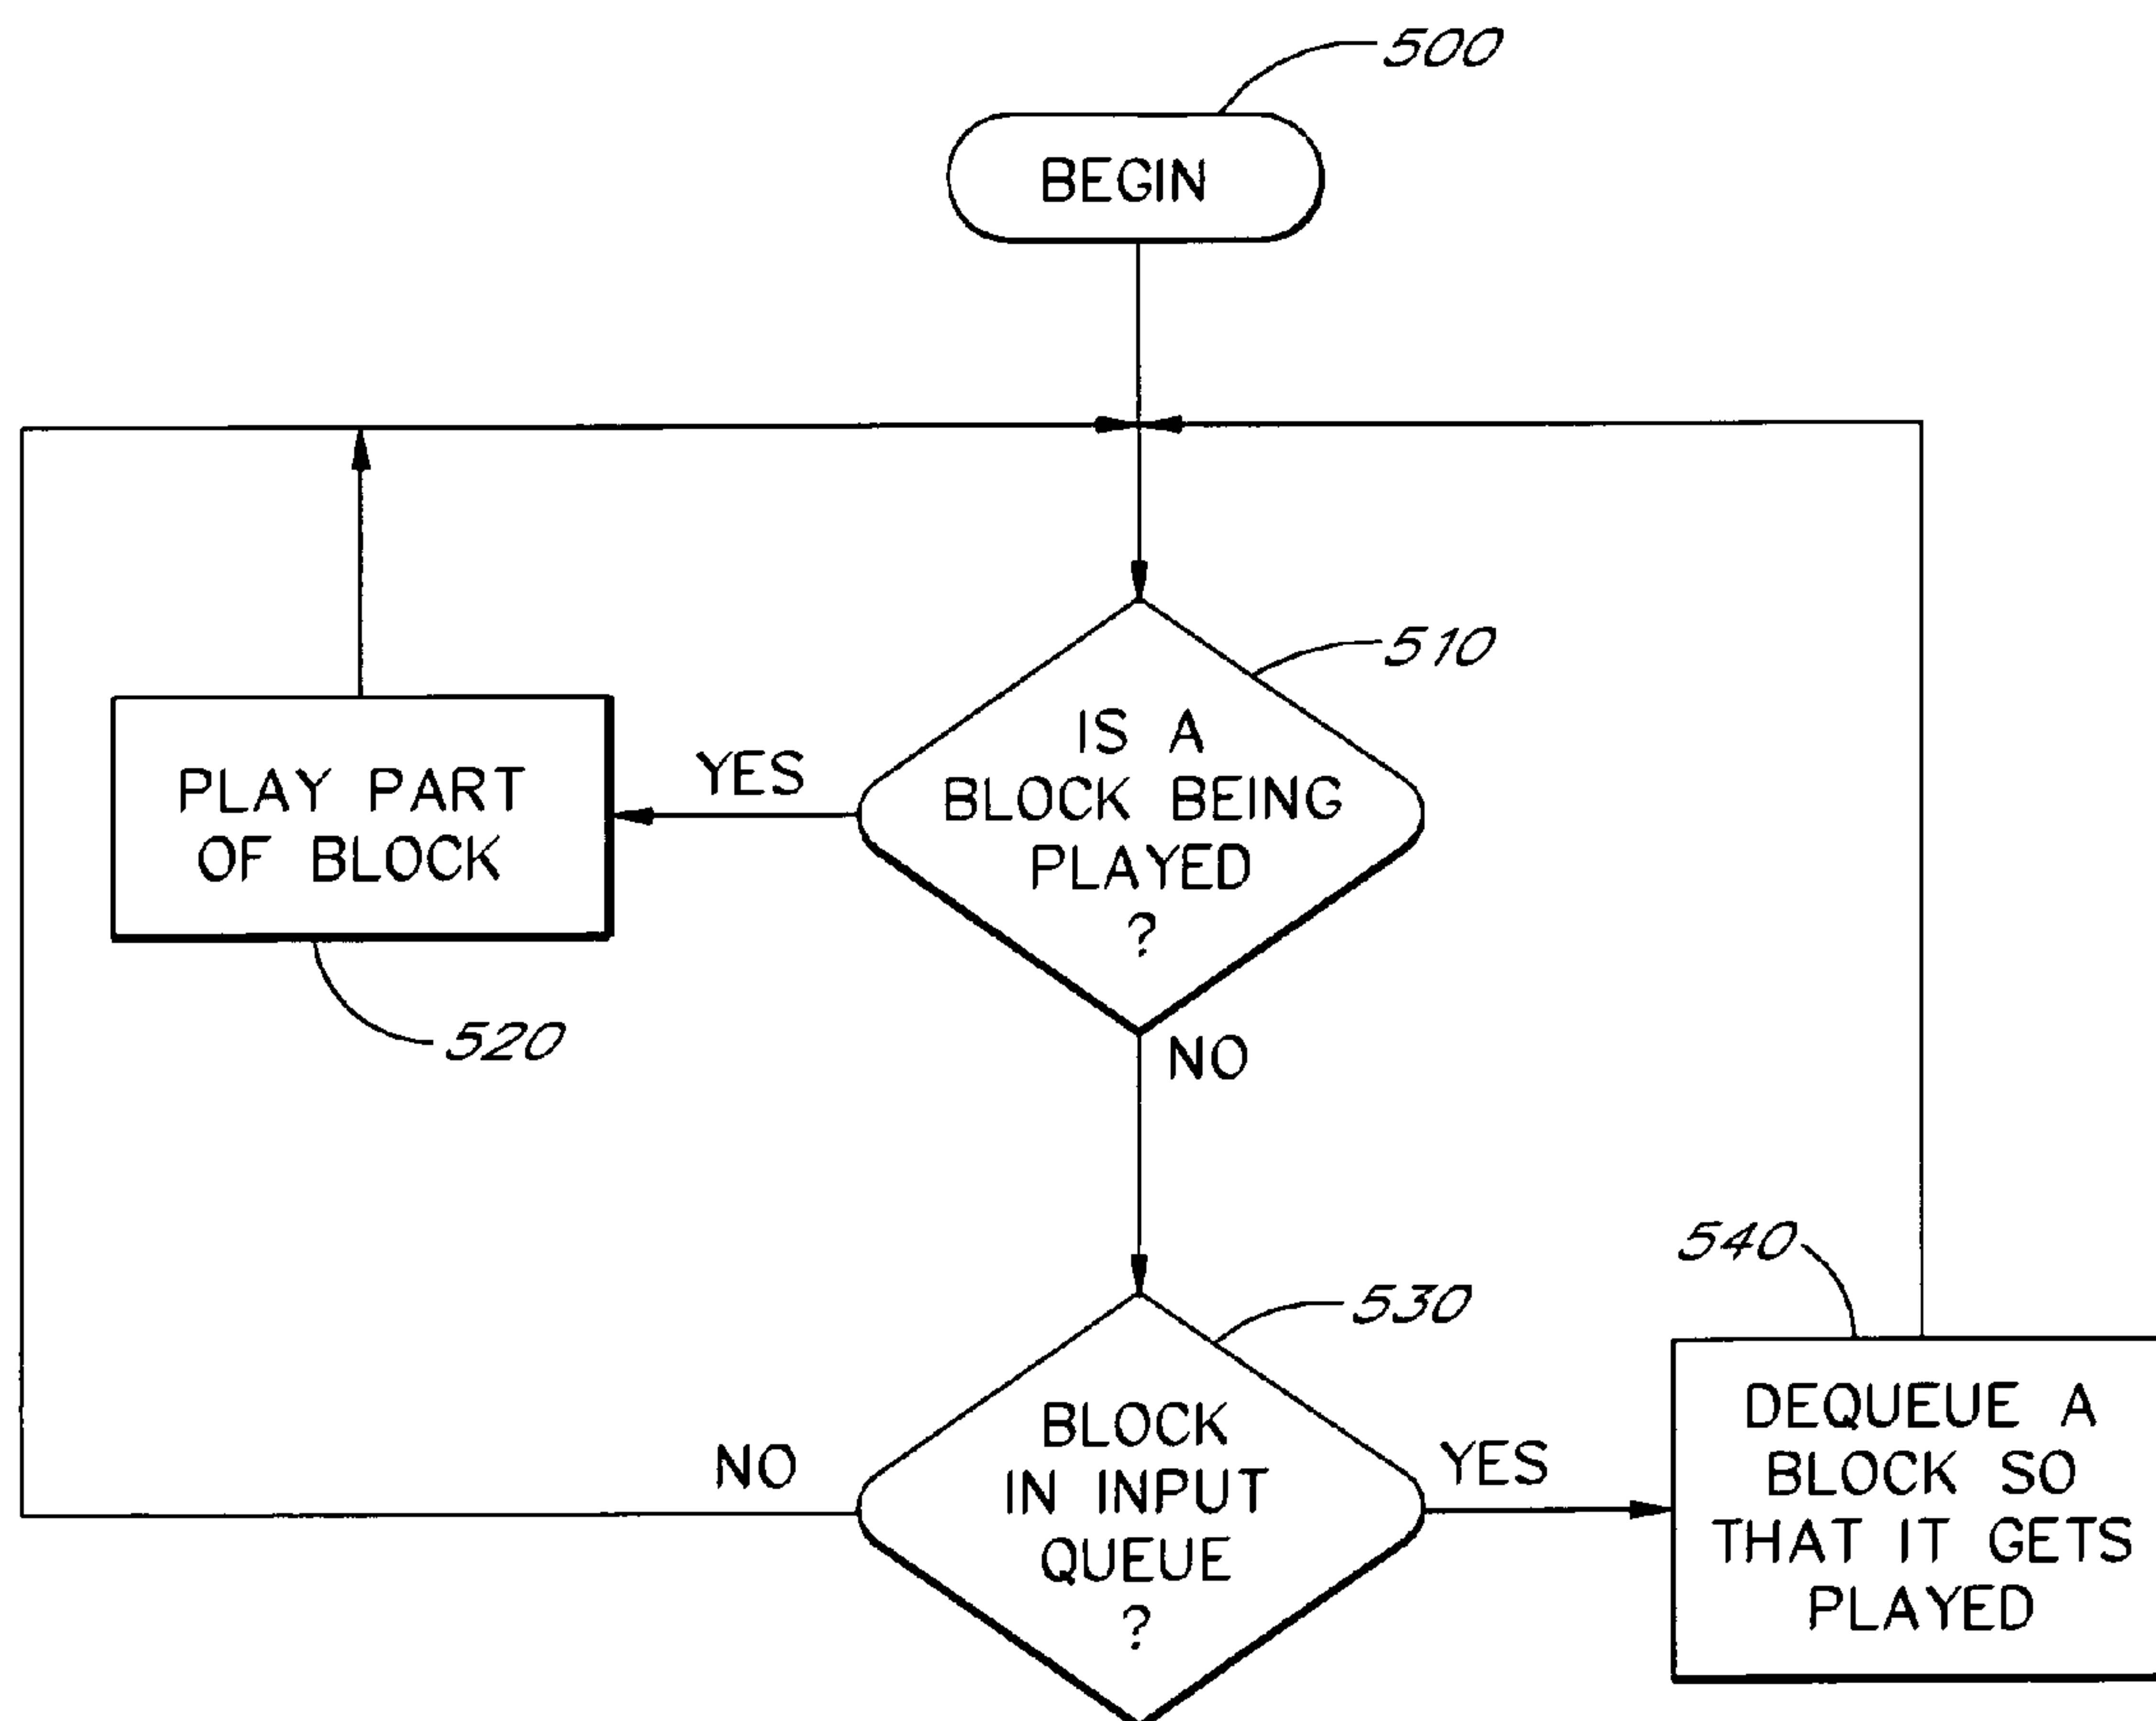 500
BEGIN
510
IS A
BLOCK BEING
PLAYED
?
YES
PLAY PART
OF BLOCK
520
NO
530
BLOCK
IN INPUT
QUEUE
?
NO
YES
540
DEQUEUE A
BLOCK SO
THAT IT GETS
PLAYED